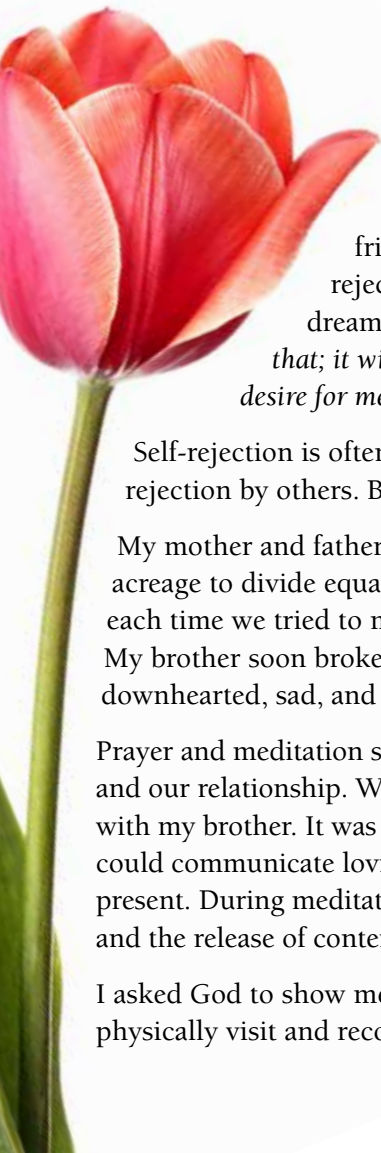 fri
rejec
dream
that; it wi
desire for me
Self-rejection is often
rejection by others. B
My mother and father
acreage to divide equa
each time we tried to
My brother soon broke
downhearted, sad, and
Prayer and meditation s
and our relationship. W
with my brother. It was
could communicate lovi
present. During meditat
and the release of conte
I asked God to show me
physically visit and reco